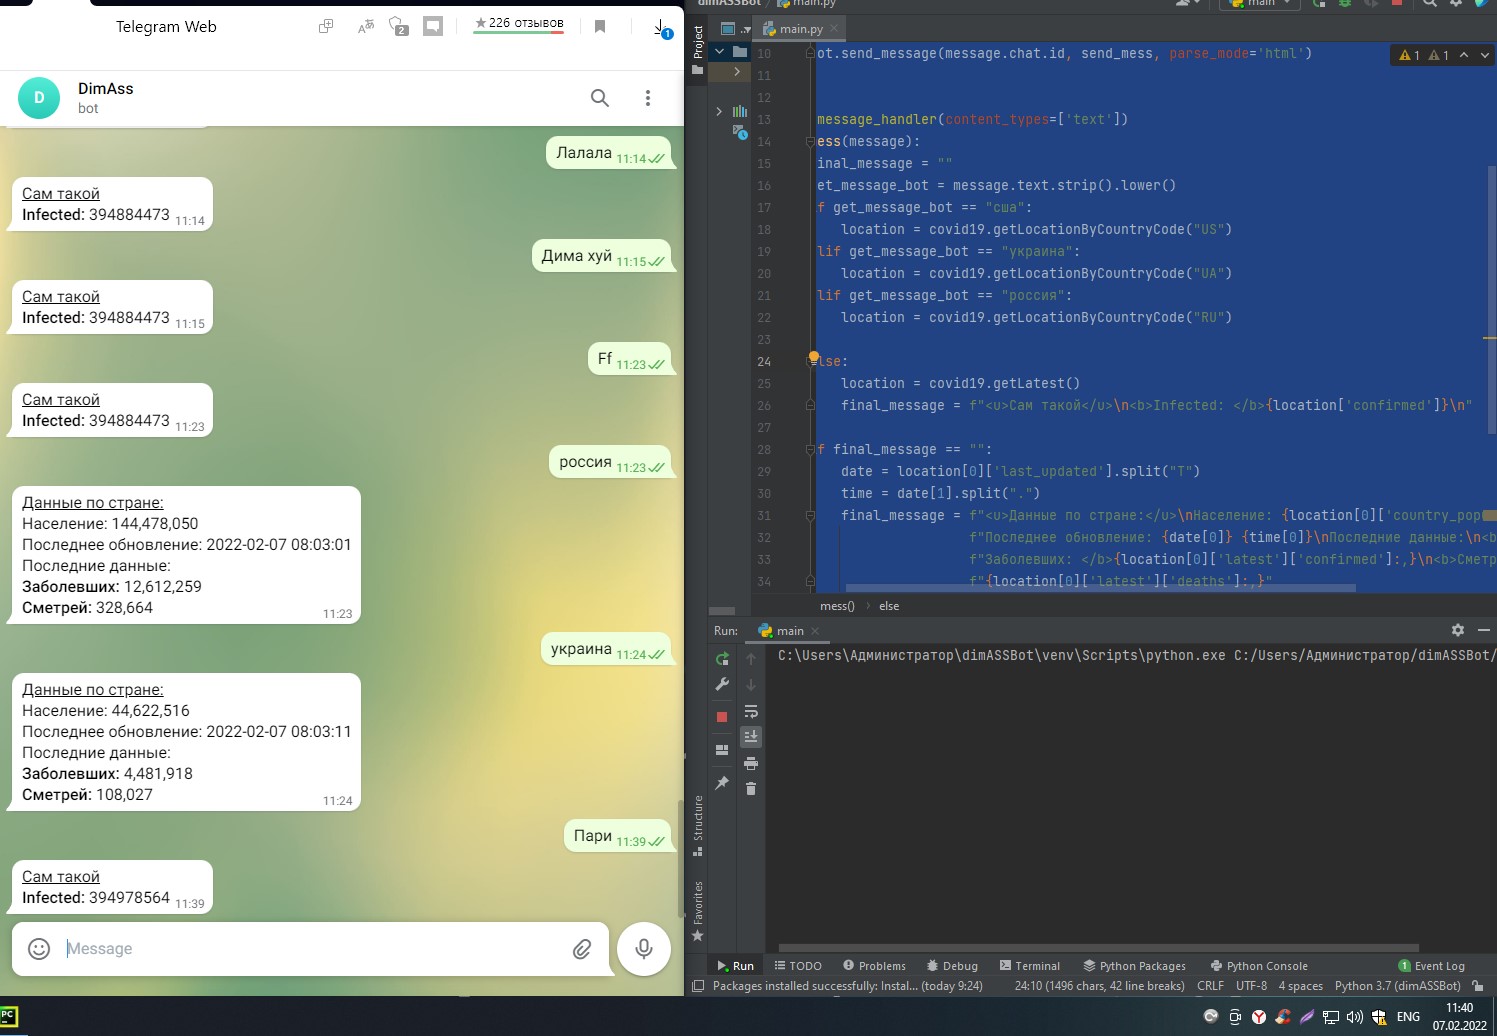 Telegram Web
2
★226 отзывов
1
D
DimAss
bot
Лалала 11:14
Сам такой
Infected: 394884473 11:14
Дима хуй 11:15
Сам такой
Infected: 394884473 11:15
Ff 11:23
Сам такой
Infected: 394884473 11:23
россия 11:23
Данные по стране:
Население: 144,478,050
Последнее обновление: 2022-02-07 08:03:01
Последние данные:
Заболевших: 12,612,259
Сметрей: 328,664
11:23
украина 11:24
Данные по стране:
Население: 44,622,516
Последнее обновление: 2022-02-07 08:03:11
Последние данные:
Заболевших: 4,481,918
Сметрей: 108,027
11:24
Пари 11:39
Сам такой
Infected: 394978564 11:39
Message
dimASSBot main.py main
Project
main.py
1 1
10 ot.send_message(message.chat.id, send_mess, parse_mode='html')
11
12
13 message_handler(content_types=['text'])
14 ess(message):
15 inal_message = ""
16 et_message_bot = message.text.strip().lower()
17 f get_message_bot == "сша":
18 location = covid19.getLocationByCountryCode("US")
19 lif get_message_bot == "украина":
20 location = covid19.getLocationByCountryCode("UA")
21 lif get_message_bot == "россия":
22 location = covid19.getLocationByCountryCode("RU")
23
24 lse:
25 location = covid19.getLatest()
26 final_message = f"<u>Сам такой</u>\n<b>Infected: </b>{location['confirmed']}\n"
27
28 f final_message == "":
29 date = location[0]['last_updated'].split("T")
30 time = date[1].split(".")
31 final_message = f"<u>Данные по стране:</u>\nНаселение: {location[0]['country_pop
32 f"Последнее обновление: {date[0]} {time[0]}\nПоследние данные:\n<b
33 f"Заболевших: </b>{location[0]['latest']['confirmed']:,}\n<b>Сметр
34 f"{location[0]['latest']['deaths']:,}"
mess() else
Run: main
C:\Users\Администратор\dimASSBot\venv\Scripts\python.exe C:/Users/Администратор/dimASSBot/
Structure
Favorites
Run TODO Problems Debug Terminal Python Packages Python Console 1 Event Log
Packages installed successfully: Instal... (today 9:24) 24:10 (1496 chars, 42 line breaks) CRLF UTF-8 4 spaces Python 3.7 (dimASSBot)
PC
ENG
11:40
07.02.2022